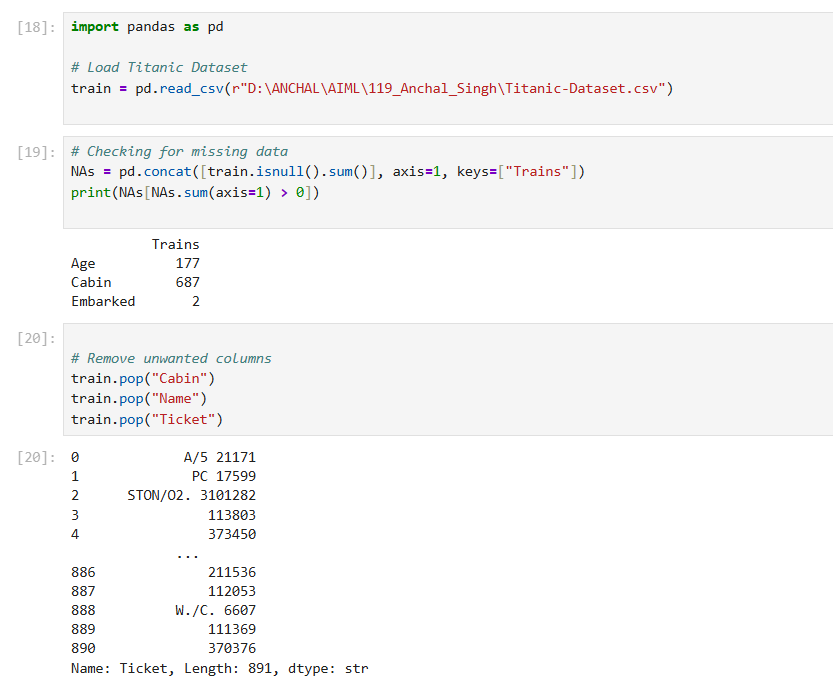 [18]: import pandas as pd
# Load Titanic Dataset
train = pd.read_csv(r"D:\ANCHAL\AIML\119_Anchal_Singh\Titanic-Dataset.csv")
[19]: # Checking for missing data
NAs = pd.concat([train.isnull().sum()], axis=1, keys=["Trains"])
print(NAs[NAs.sum(axis=1) > 0])
Trains
Age 177
Cabin 687
Embarked 2
[20]:
# Remove unwanted columns
train.pop("Cabin")
train.pop("Name")
train.pop("Ticket")
[20]: 0 A/5 21171
1 PC 17599
2 STON/O2. 3101282
3 113803
4 373450
...
886 211536
887 112053
888 W./C. 6607
889 111369
890 370376
Name: Ticket, Length: 891, dtype: str